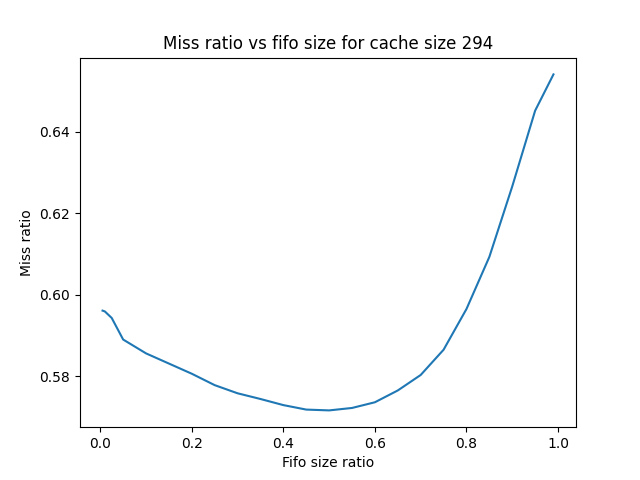 Miss ratio vs fifo size for cache size 294
Miss ratio
0.64
0.62
0.60
0.58
0.0 0.2 0.4 0.6 0.8 1.0
Fifo size ratio